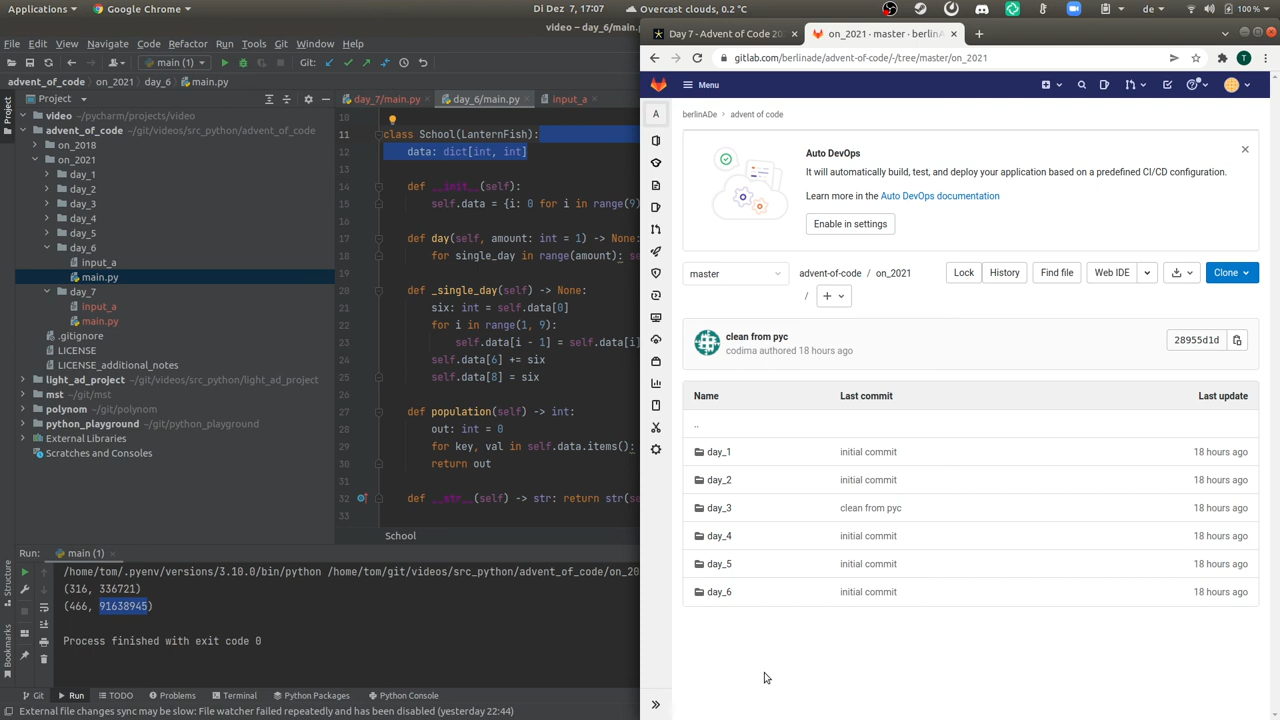 Applications
Google Chrome
Di Dez 7, 17:07
Overcast, 0.2 °C
de
100 %
video – day_6/main.
File Edit View Navigate Code Refactor Tools Git Window Help
main (1)
Git:
advent_of_code on_2021 day_6 main.py
Project
day_7/main.py
day_6/main.py
input_a
Project
video ~/pycharm/projects/video
advent_of_code ~/git/videos/src_python/advent_of_code
on_2018
on_2021
day_1
day_2
day_3
day_4
day_5
day_6
input_a
main.py
day_7
input_a
main.py
.gitignore
LICENSE
LICENSE_additional_notes
light_ad_project ~/git/videos/src_python/light_ad_project
mst ~/git/mst
polynom ~/git/polynom
python_playground ~/git/python_playground
External Libraries
Scratches and Consoles
10
11 class School(LanternFish):
12 data: dict[int, int]
13
14 def __init__(self):
15 self.data = {i: 0 for i in range(9)
16
17 def day(self, amount: int = 1) -> None:
18 for single_day in range(amount): se
19
20 def _single_day(self) -> None:
21 six: int = self.data[0]
22 for i in range(1, 9):
23 self.data[i - 1] = self.data[i]
24 self.data[6] += six
25 self.data[8] = six
26
27 def population(self) -> int:
28 out: int = 0
29 for key, val in self.data.items():
30 return out
31
32 def __str__(self) -> str: return str(se
33
School
Run: main (1)
/home/tom/.pyenv/versions/3.10.0/bin/python /home/tom/git/videos/src_python/advent_of_code/on_20
(316, 336721)
(466, 91638945)
Process finished with exit code 0
Structure
Bookmarks
Git Run TODO Problems Terminal Python Packages Python Console
External file changes sync may be slow: File watcher failed repeatedly and has been disabled (yesterday 22:44)
Day 7 - Advent of Code 20
on_2021 · master · berlinA
gitlab.com/berlinade/advent-of-code/-/tree/master/on_2021
T
Menu
A
berlinADe > advent of code
Auto DevOps
It will automatically build, test, and deploy your application based on a predefined CI/CD configuration.
Learn more in the Auto DevOps documentation
Enable in settings
master
advent-of-code / on_2021
/ +
Lock
History
Find file
Web IDE
Clone
clean from pyc
codima authored 18 hours ago
28955d1d
Name Last commit Last update
..
day_1 initial commit 18 hours ago
day_2 initial commit 18 hours ago
day_3 clean from pyc 18 hours ago
day_4 initial commit 18 hours ago
day_5 initial commit 18 hours ago
day_6 initial commit 18 hours ago